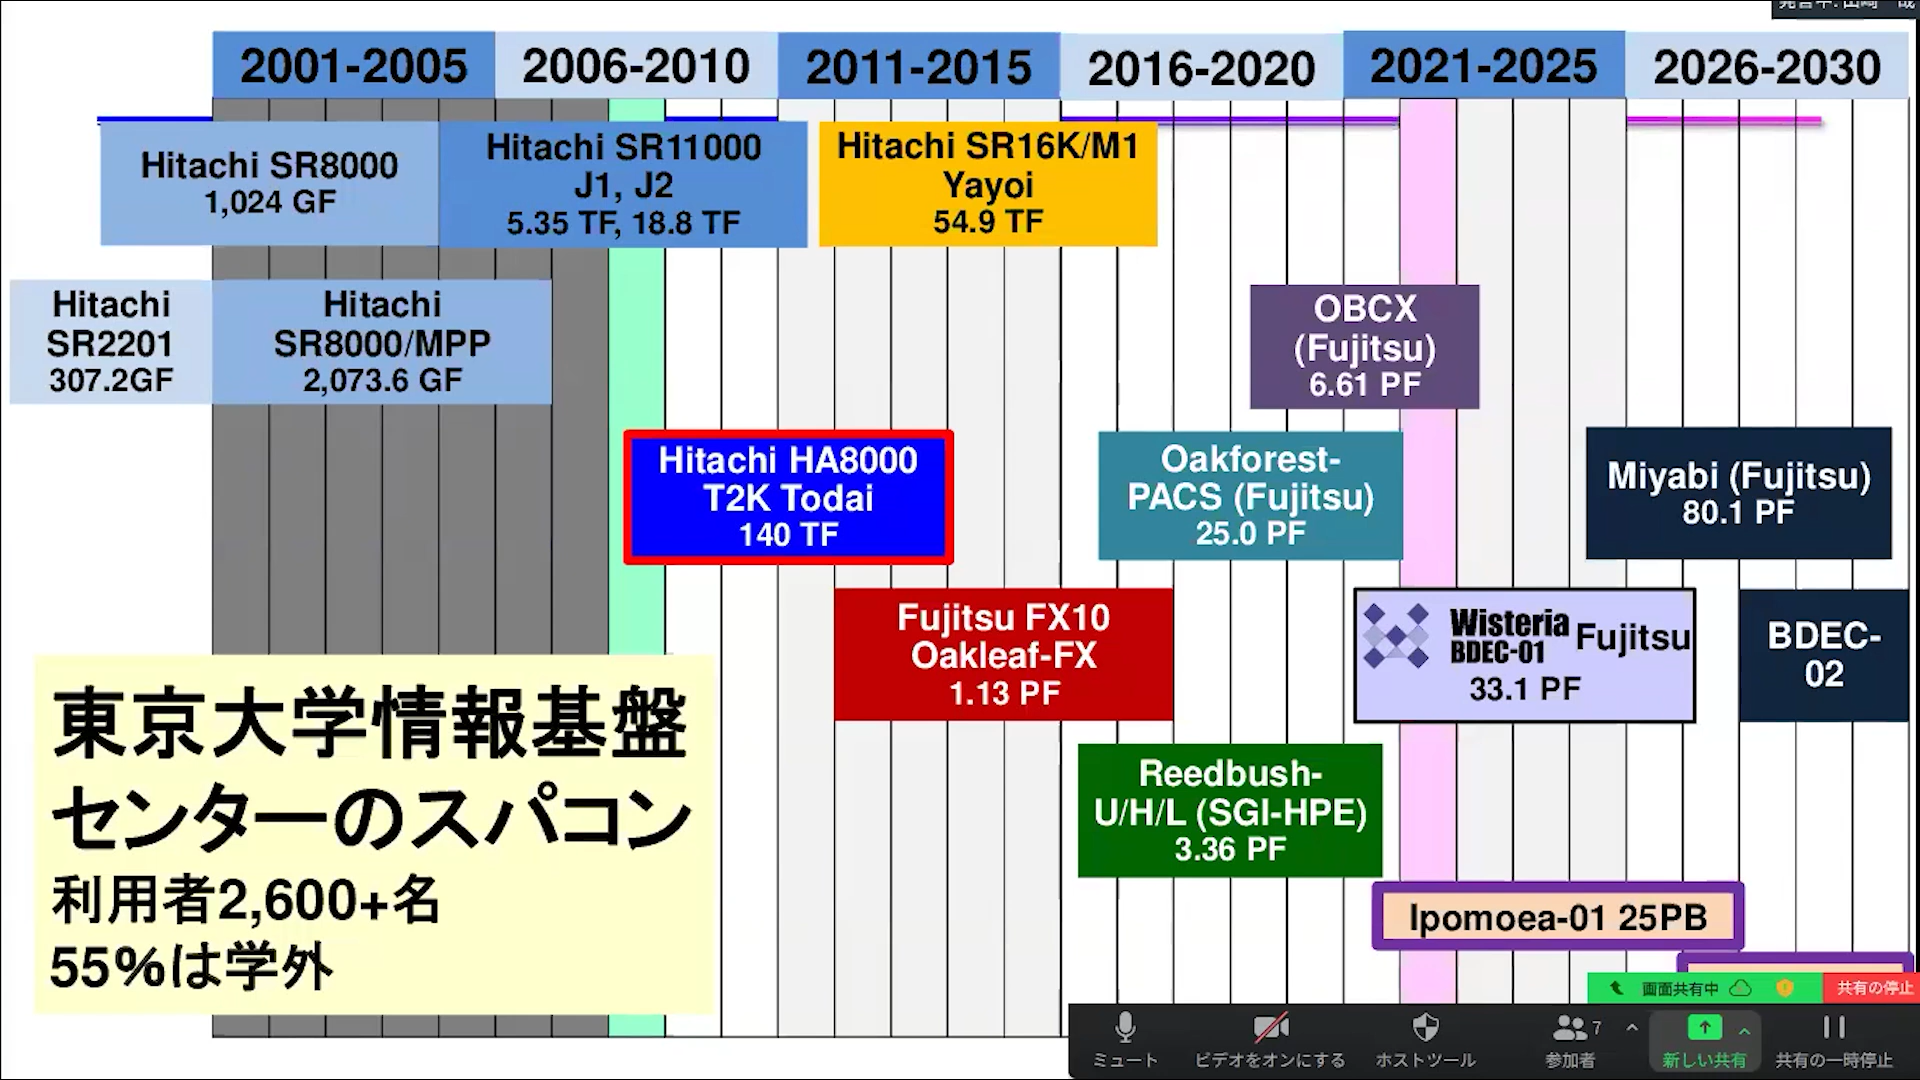 2001-2005
2006-2010
2011-2015
2016-2020
2021-2025
2026-2030
Hitachi SR8000
1,024 GF
Hitachi SR11000
J1, J2
5.35 TF, 18.8 TF
Hitachi SR16K/M1
Yayoi
54.9 TF
Hitachi
SR2201
307.2GF
Hitachi
SR8000/MPP
2,073.6 GF
OBCX
(Fujitsu)
6.61 PF
Hitachi HA8000
T2K Todai
140 TF
Oakforest-
PACS (Fujitsu)
25.0 PF
Miyabi (Fujitsu)
80.1 PF
Fujitsu FX10
Oakleaf-FX
1.13 PF
Wisteria
BDEC-01
Fujitsu
33.1 PF
BDEC-
02
Reedbush-
U/H/L (SGI-HPE)
3.36 PF
Ipomoea-01 25PB
東京大学情報基盤
センターのスパコン
利用者2,600+名
55%は学外
画面共有中
共有の停止
ミュート
ビデオをオンにする
ホストツール
7
参加者
新しい共有
共有の一時停止